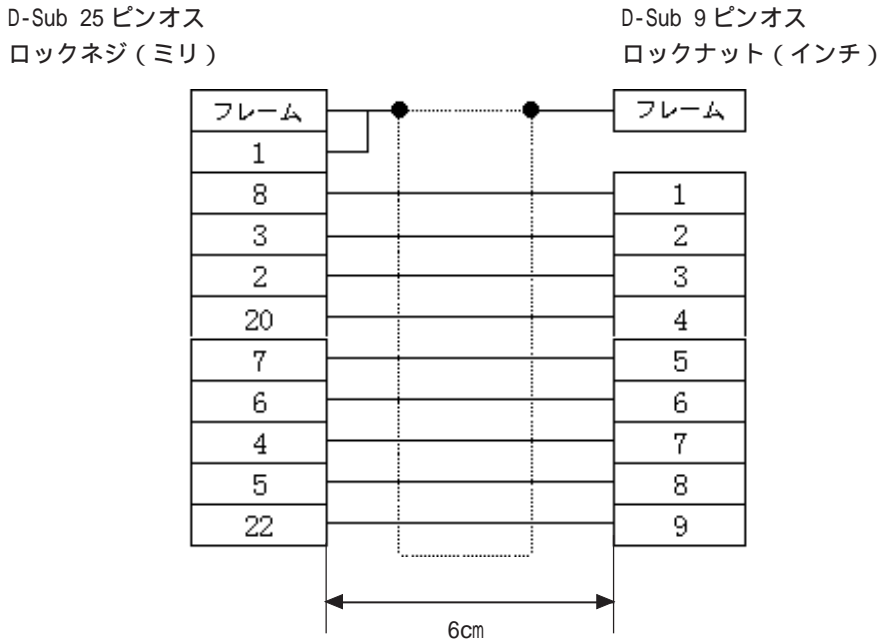 D-Sub 25 ピンオス
ロックネジ ( ミリ )
D-Sub 9 ピンオス
ロックナット ( インチ )
フレーム フレーム
1
8 1
3 2
2 3
20 4
7 5
6 6
4 7
5 8
22 9
6cm